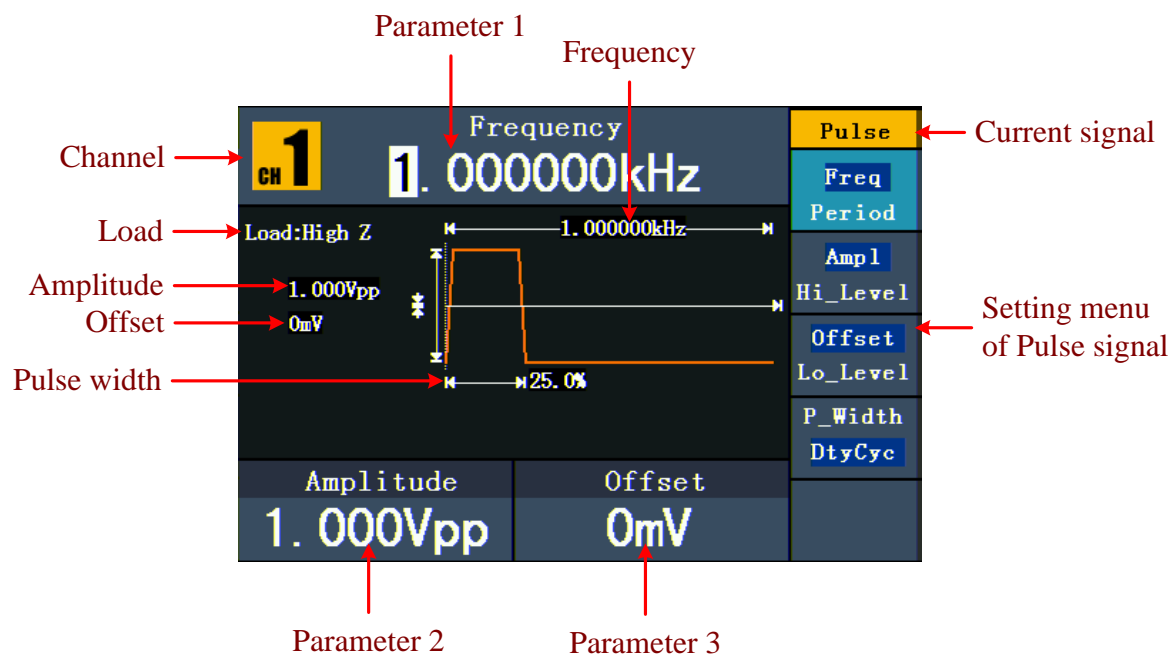 Parameter 1
Frequency
Frequency
Pulse
Current signal
Channel
CH 1
1.000000kHz
Freq
Period
Load
Load:High Z
1.000000kHz
Ampl
Hi_Level
Amplitude
1.000Vpp
Offset
0mV
Setting menu
of Pulse signal
Offset
Lo_Level
Pulse width
25.0%
P_Width
DtyCyc
Amplitude
Offset
1.000Vpp
0mV
Parameter 2
Parameter 3